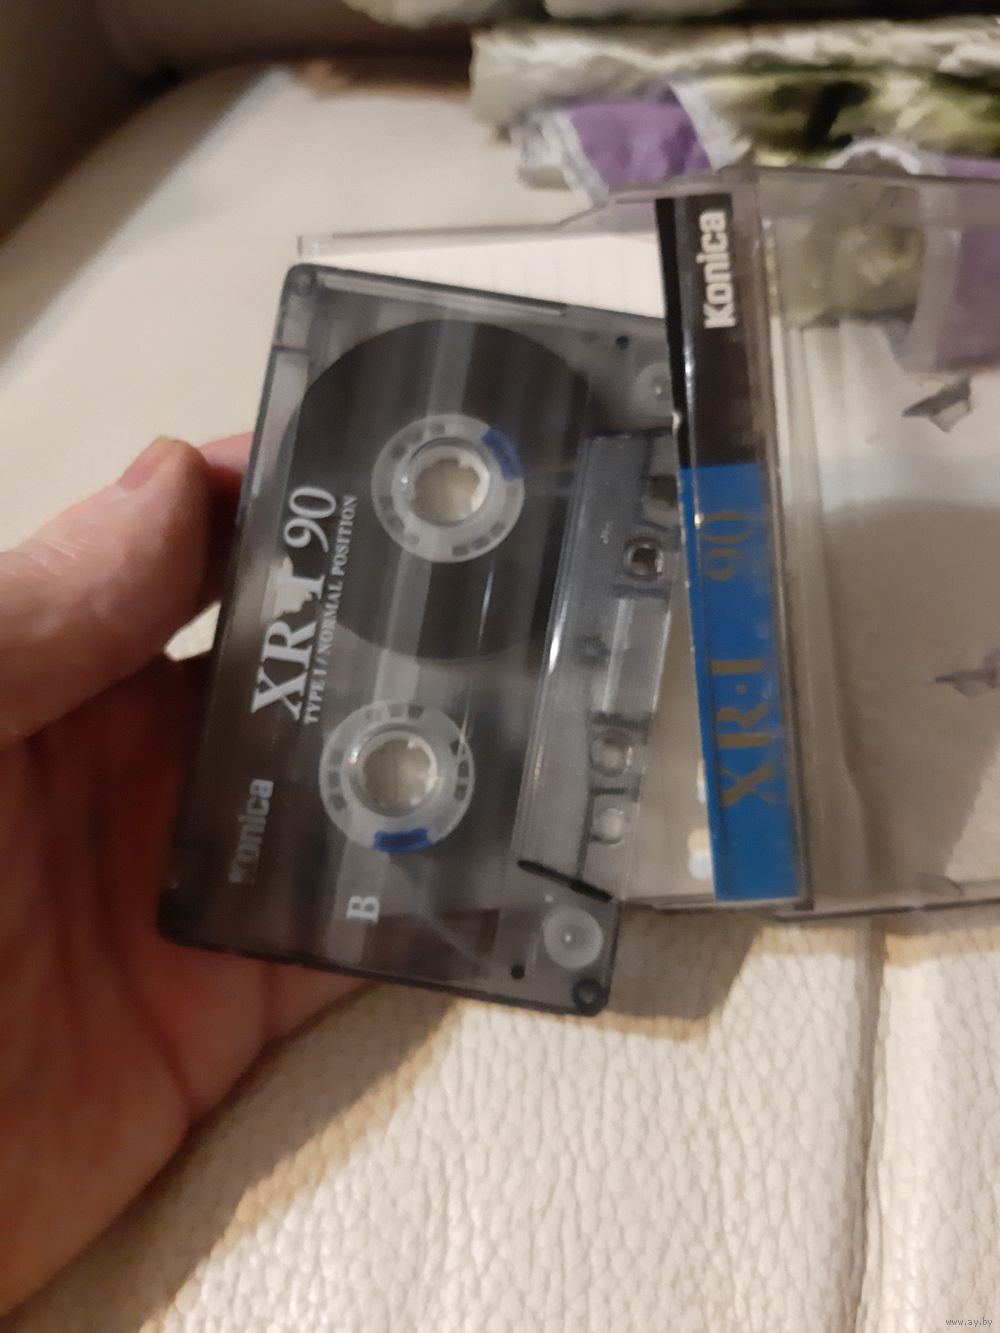 Konica
XR-I 90
XR-I 90
TYPE I / NORMAL POSITION
Konica
B
www.ay.by